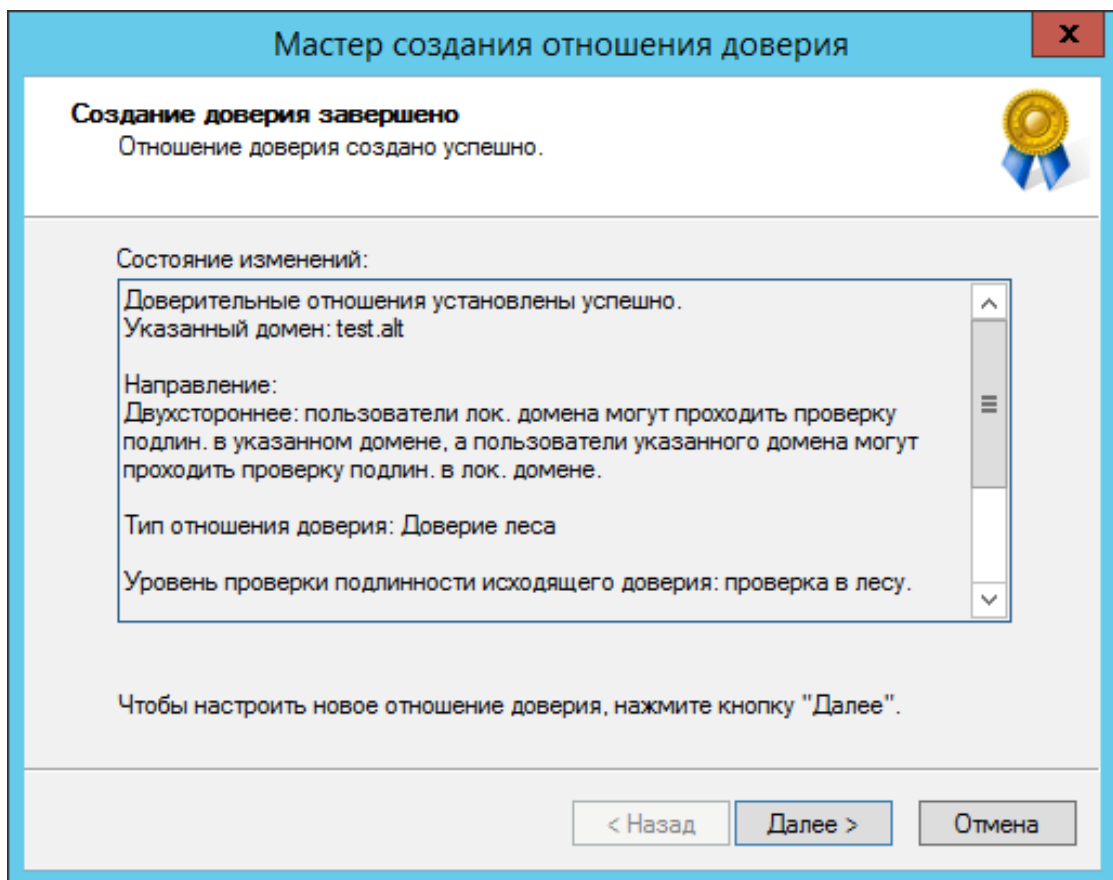 Мастер создания отношения доверия
x
Создание доверия завершено
Отношение доверия создано успешно.
Состояние изменений:
Доверительные отношения установлены успешно.
Указанный домен: test.alt
Направление:
Двухстороннее: пользователи лок. домена могут проходить проверку
подлин. в указанном домене, а пользователи указанного домена могут
проходить проверку подлин. в лок. домене.
Тип отношения доверия: Доверие леса
Уровень проверки подлинности исходящего доверия: проверка в лесу.
Чтобы настроить новое отношение доверия, нажмите кнопку "Далее".
< Назад
Далее >
Отмена